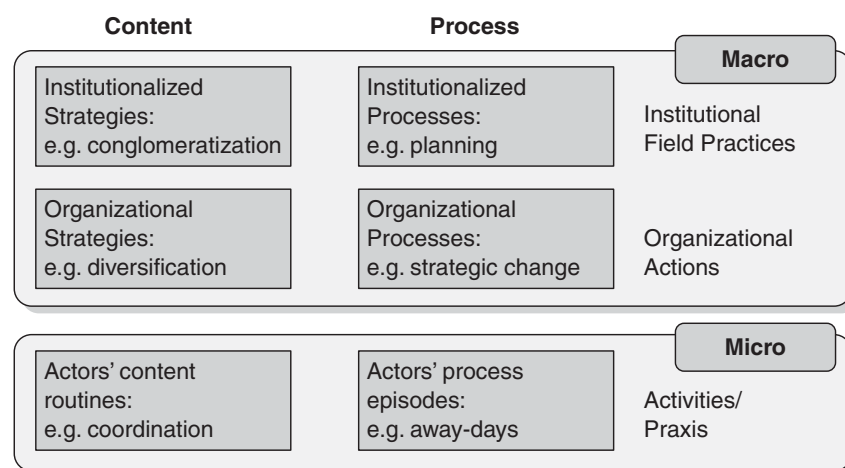 Content
Process
Macro
Institutionalized
Strategies:
e.g. conglomeratization
Institutionalized
Processes:
e.g. planning
Institutional
Field Practices
Organizational
Strategies:
e.g. diversification
Organizational
Processes:
e.g. strategic change
Organizational
Actions
Micro
Actors’ content
routines:
e.g. coordination
Actors’ process
episodes:
e.g. away-days
Activities/
Praxis